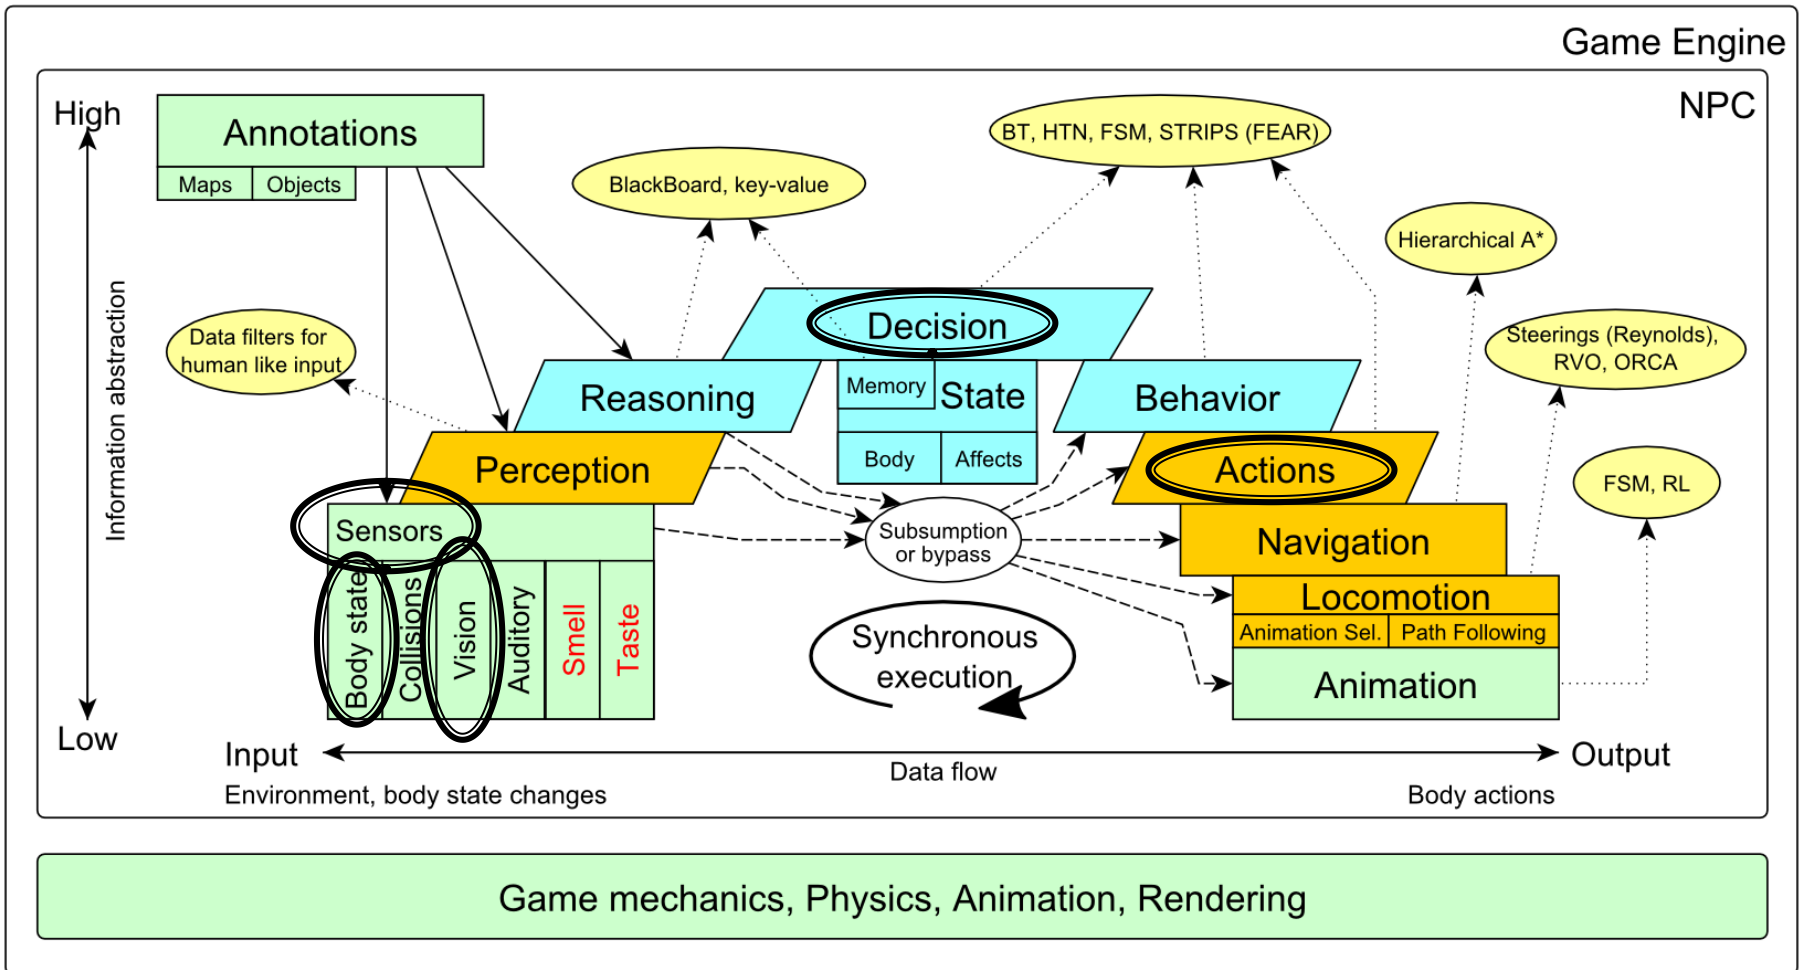 Game Engine
NPC
High
Annotations
Maps
Objects
BlackBoard, key-value
BT, HTN, FSM, STRIPS (FEAR)
Hierarchical A*
Information abstraction
Data filters for
human like input
Decision
Steerings (Reynolds),
RVO, ORCA
Reasoning
Memory
State
Behavior
Perception
Body
Affects
Actions
FSM, RL
Sensors
Subsumption
or bypass
Navigation
Body state
Collisions
Vision
Auditory
Smell
Taste
Locomotion
Animation Sel.
Path Following
Synchronous
execution
Animation
Low
Input
Data flow
Output
Environment, body state changes
Body actions
Game mechanics, Physics, Animation, Rendering